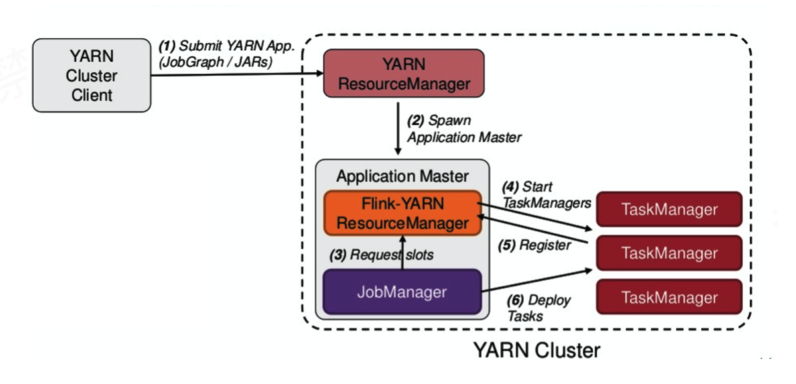 YARN
Cluster
Client
(1) Submit YARN App.
(JobGraph / JARs)
YARN
ResourceManager
(2) Spawn
Application Master
Application Master
Flink-YARN
ResourceManager
(3) Request slots
JobManager
(4) Start
TaskManagers
(5) Register
(6) Deploy
Tasks
TaskManager
TaskManager
TaskManager
YARN Cluster